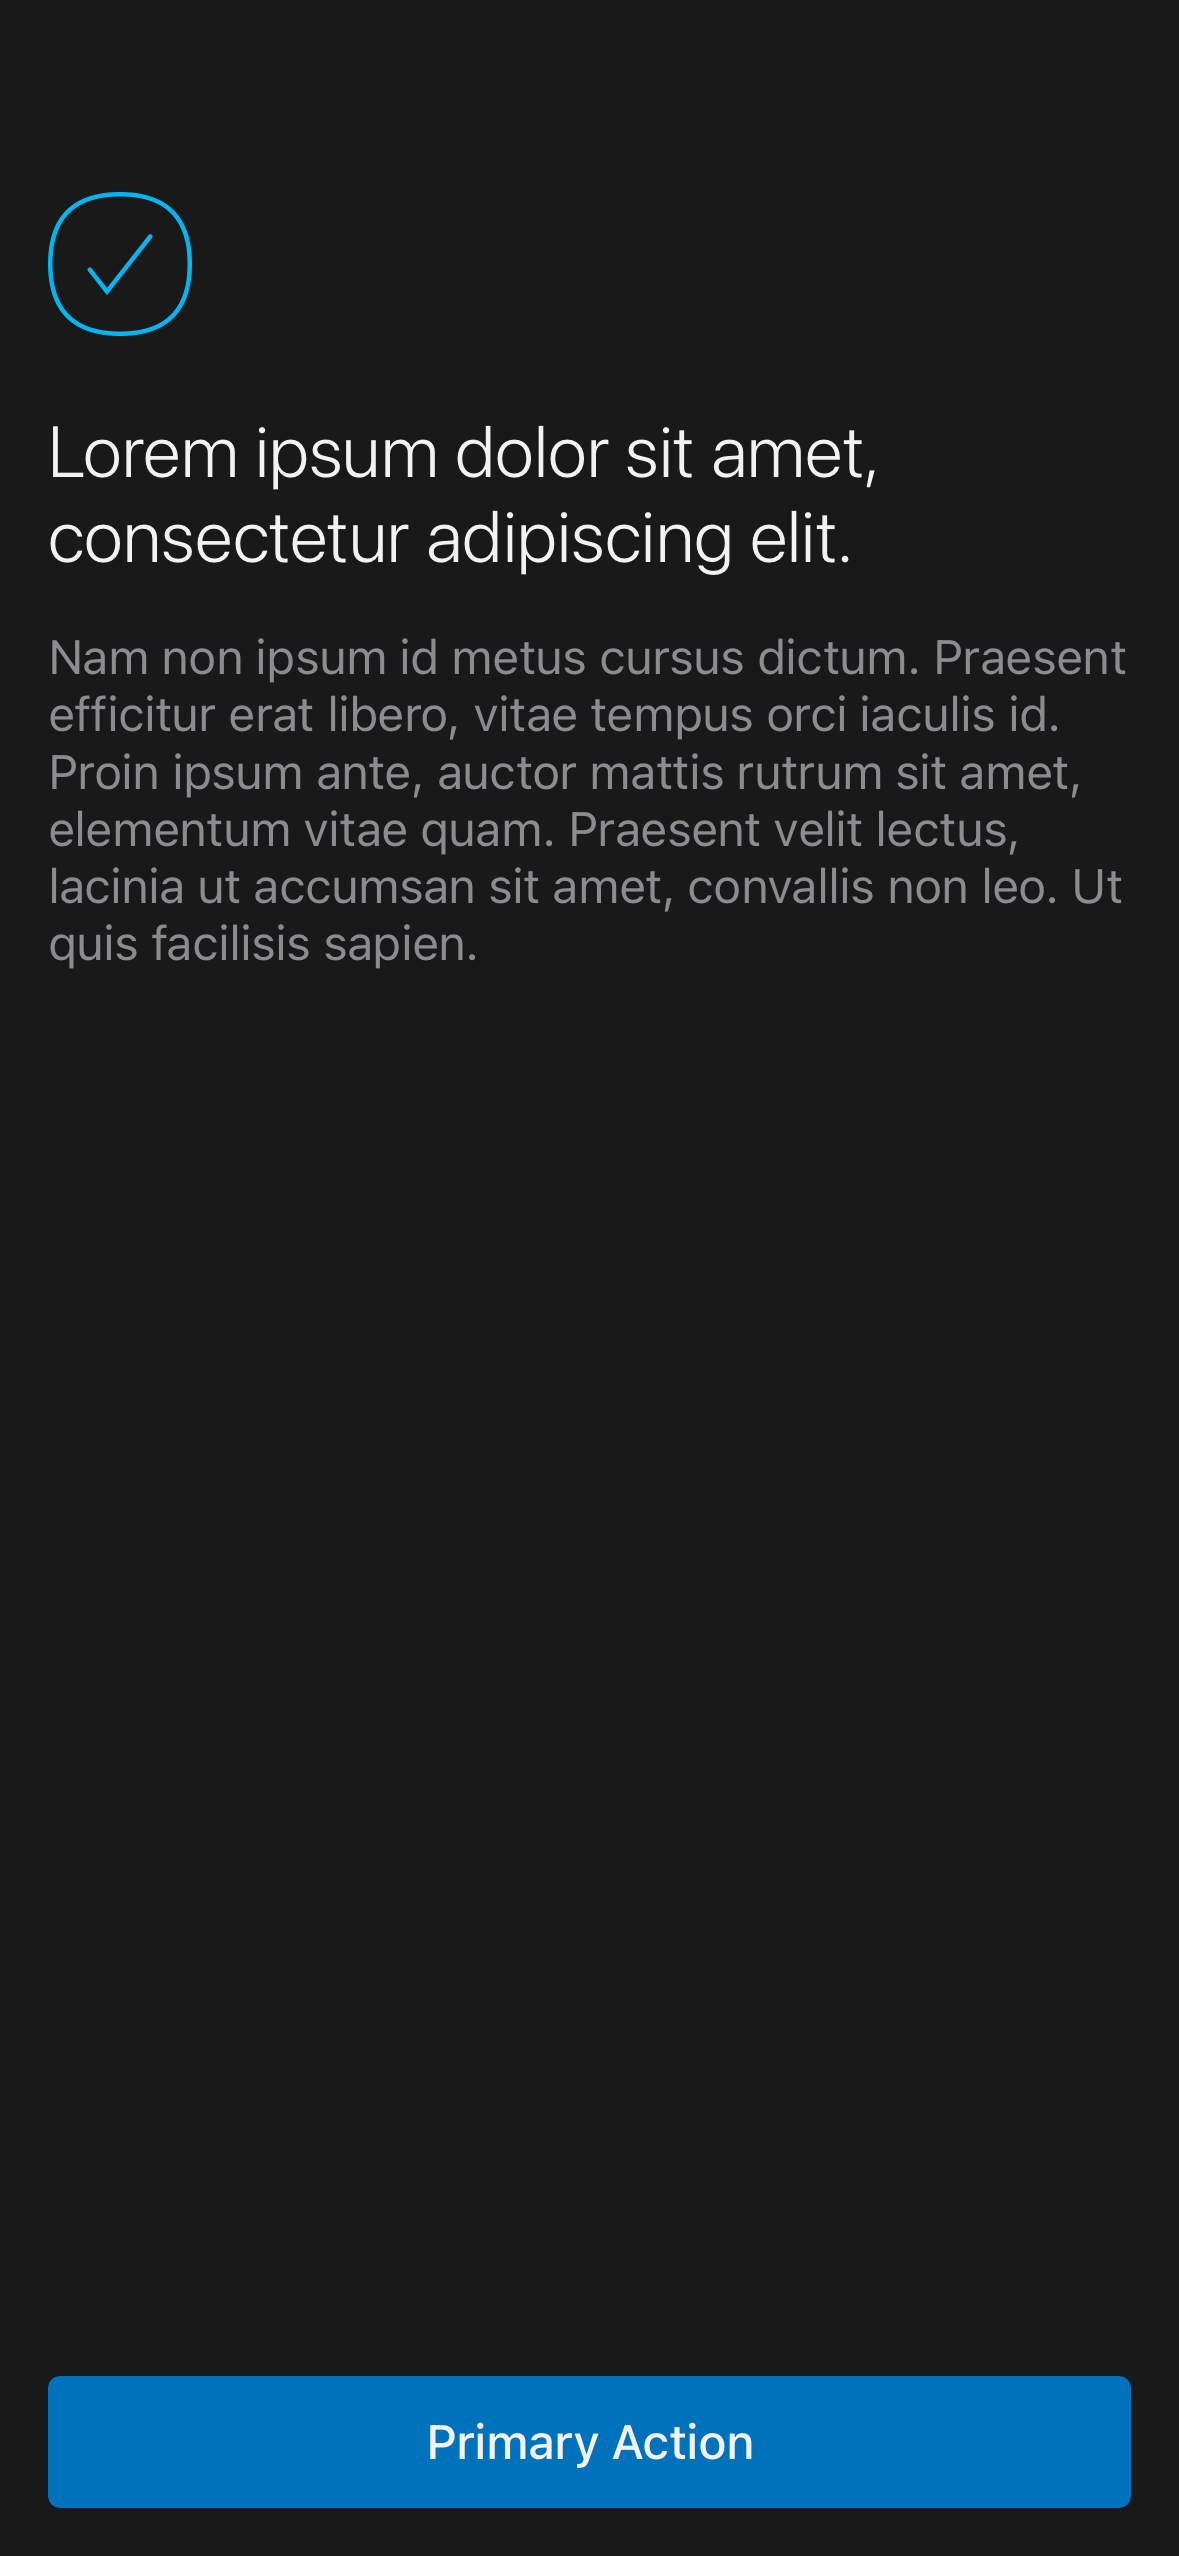 Lorem ipsum dolor sit amet,
consectetur adipiscing elit.
Nam non ipsum id metus cursus dictum. Praesent
efficitur erat libero, vitae tempus orci iaculis id.
Proin ipsum ante, auctor mattis rutrum sit amet,
elementum vitae quam. Praesent velit lectus,
lacinia ut accumsan sit amet, convallis non leo. Ut
quis facilisis sapien.
Primary Action